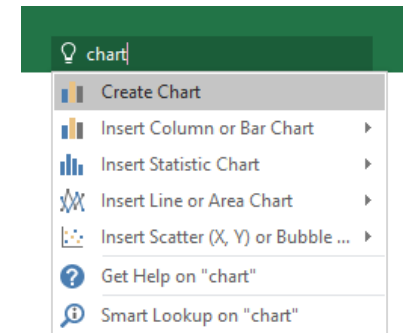 chart
Create Chart
Insert Column or Bar Chart
Insert Statistic Chart
Insert Line or Area Chart
Insert Scatter (X, Y) or Bubble ...
Get Help on "chart"
Smart Lookup on "chart"